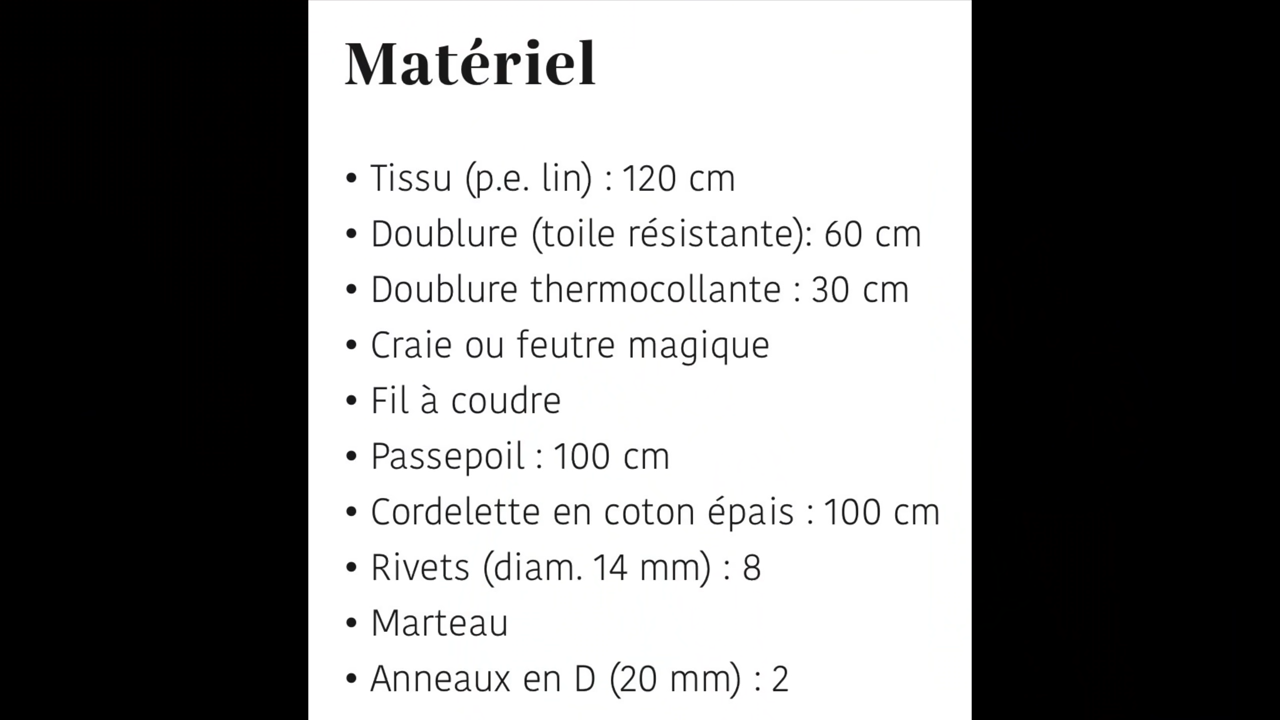 Matériel
• Tissu (p.e. lin) : 120 cm
• Doublure (toile résistante): 60 cm
• Doublure thermocollante : 30 cm
• Craie ou feutre magique
• Fil à coudre
• Passepoil : 100 cm
• Cordelette en coton épais : 100 cm
• Rivets (diam. 14 mm) : 8
• Marteau
• Anneaux en D (20 mm) : 2